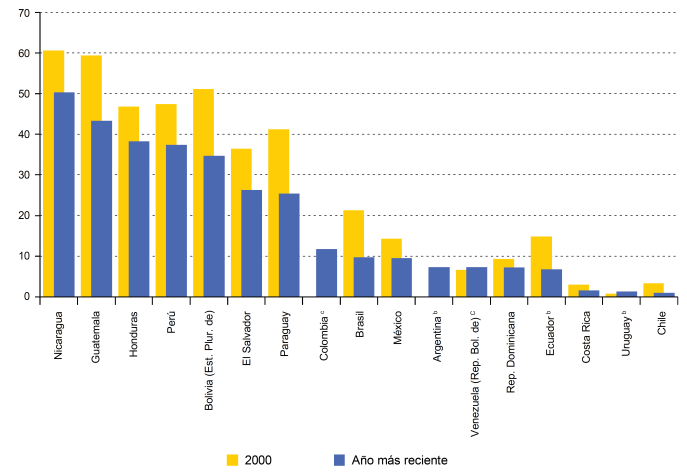 70
60
50
40
30
20
10
0
Nicaragua
Guatemala
Honduras
Perú
Bolivia (Est. Plur. de)
El Salvador
Paraguay
Colombia ᶜ
Brasil
México
Argentina ᵇ
Venezuela (Rep. Bol. de) ᶜ
Rep. Dominicana
Ecuador ᵇ
Costa Rica
Uruguay ᵇ
Chile
2000
Año más reciente